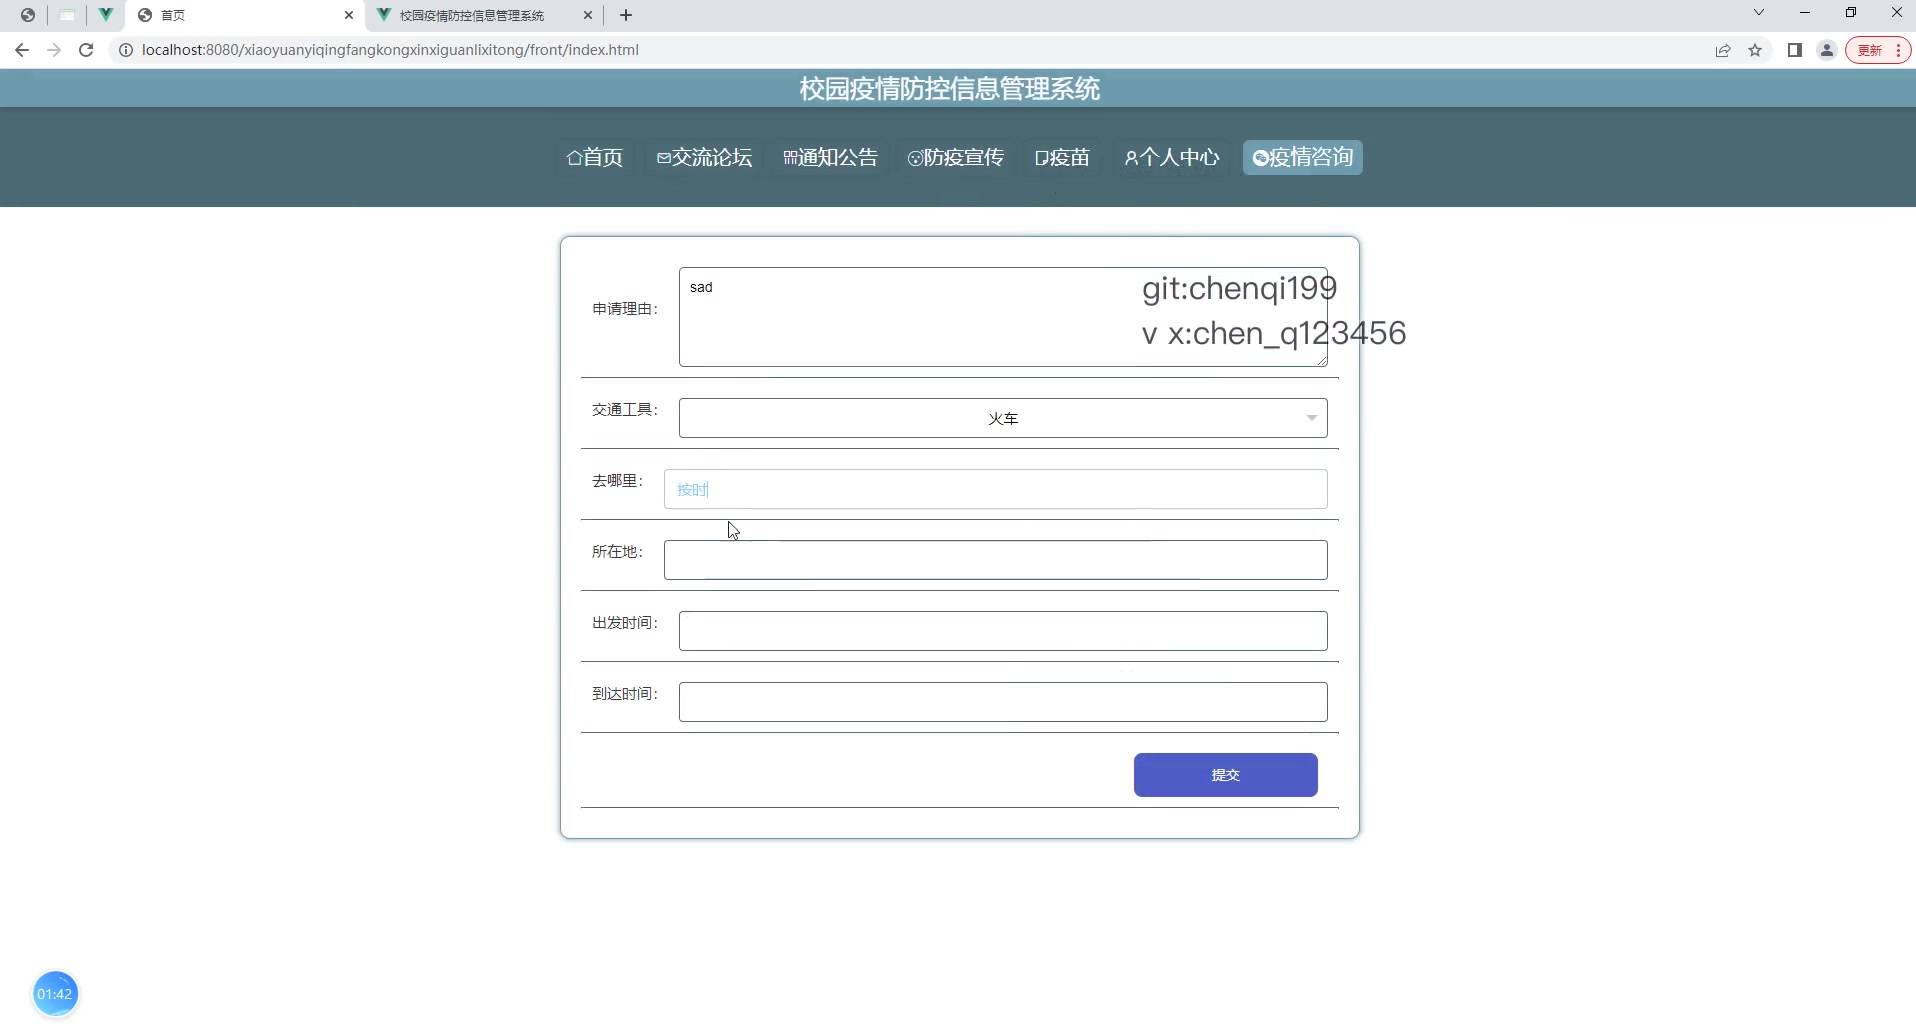 首页
校园疫情防控信息管理系统
localhost:8080/xiaoyuanyiqingfangkongxinxiguanlixitong/front/index.html
更新
校园疫情防控信息管理系统
首页 交流论坛 通知公告 防疫宣传 疫苗 个人中心 疫情咨询
申请理由：
sad
git:chenqi199
v x:chen_q123456
交通工具：
火车
去哪里：
按时
所在地：
出发时间：
到达时间：
提交
01:42